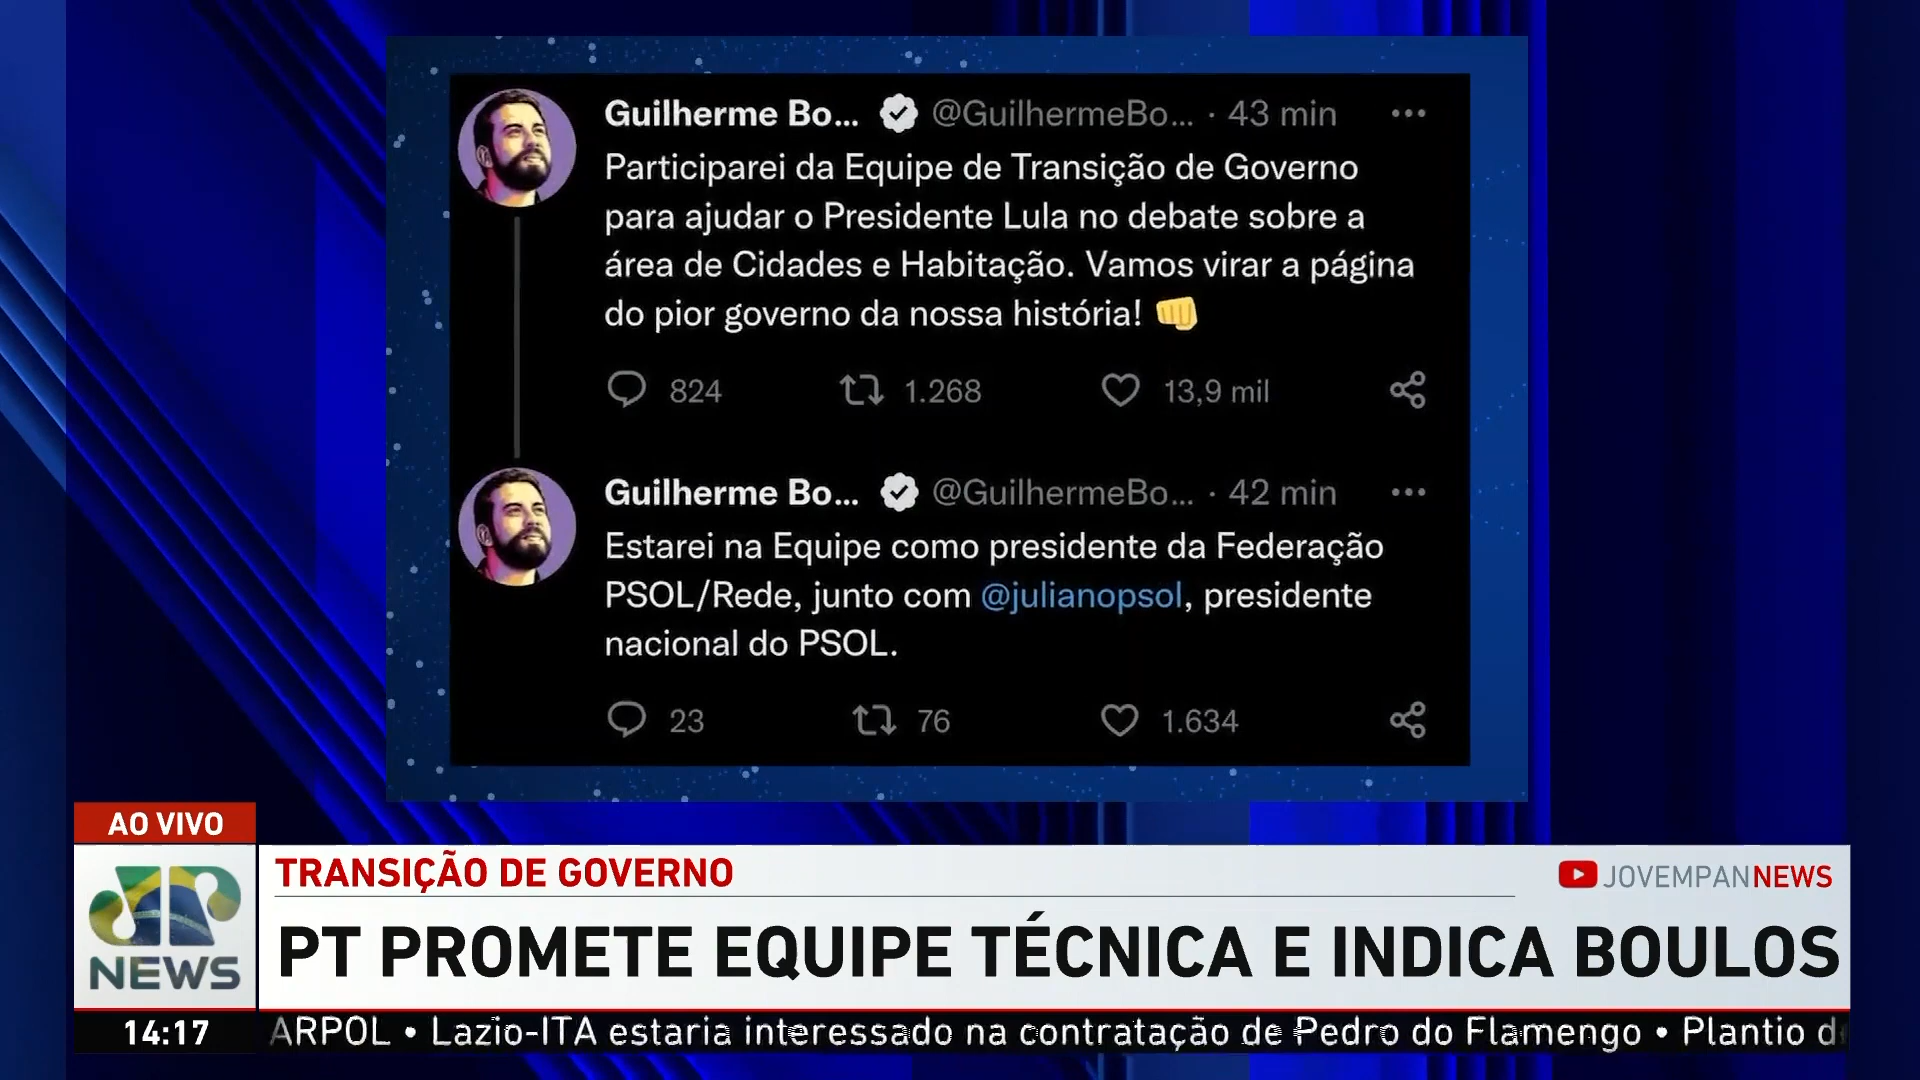 Guilherme Bo... @GuilhermeBo... · 43 min
Participarei da Equipe de Transição de Governo
para ajudar o Presidente Lula no debate sobre a
área de Cidades e Habitação. Vamos virar a página
do pior governo da nossa história! 👊
824 1.268 13,9 mil
Guilherme Bo... @GuilhermeBo... · 42 min
Estarei na Equipe como presidente da Federação
PSOL/Rede, junto com @julianopsol, presidente
nacional do PSOL.
23 76 1.634
AO VIVO
TRANSIÇÃO DE GOVERNO
JOVEMPANNEWS
JP
NEWS
PT PROMETE EQUIPE TÉCNICA E INDICA BOULOS
14:17
ARPOL • Lazio-ITA estaria interessado na contratação de Pedro do Flamengo • Plantio d